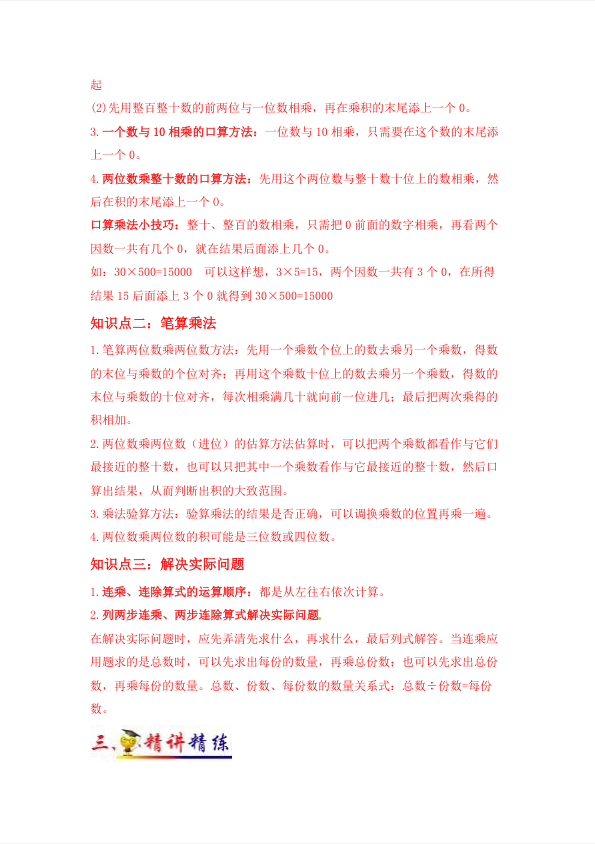 起
(2)先用整百整十数的前两位与一位数相乘，再在乘积的末尾添上一个 0。
3.一个数与 10 相乘的口算方法：一位数与 10 相乘，只需要在这个数的末尾添
上一个 0。
4.两位数乘整十数的口算方法：先用这个两位数与整十数十位上的数相乘，然
后在积的末尾添上一个 0。
口算乘法小技巧：整十、整百的数相乘，只需把 0 前面的数字相乘，再看两个
因数一共有几个 0，就在结果后面添上几个 0。
如：30×500=15000 可以这样想，3×5=15，两个因数一共有 3 个 0，在所得
结果 15 后面添上 3 个 0 就得到 30×500=15000
知识点二：笔算乘法
1.笔算两位数乘两位数方法：先用一个乘数个位上的数去乘另一个乘数，得数
的末位与乘数的个位对齐；再用这个乘数十位上的数去乘另一个乘数，得数的
末位与乘数的十位对齐，每次相乘满几十就向前一位进几；最后把两次乘得的
积相加。
2.两位数乘两位数（进位）的估算方法估算时，可以把两个乘数都看作与它们
最接近的整十数，也可以只把其中一个乘数看作与它最接近的整十数，然后口
算出结果，从而判断出积的大致范围。
3.乘法验算方法：验算乘法的结果是否正确，可以调换乘数的位置再乘一遍。
4.两位数乘两位数的积可能是三位数或四位数。
知识点三：解决实际问题
1.连乘、连除算式的运算顺序：都是从左往右依次计算。
2.列两步连乘、两步连除算式解决实际问题
在解决实际问题时，应先弄清先求什么，再求什么，最后列式解答。当连乘应
用题求的是总数时，可以先求出每份的数量，再乘总份数；也可以先求出总份
数，再乘每份的数量。总数、份数、每份数的数量关系式：总数÷份数=每份
数。
三、精讲精练